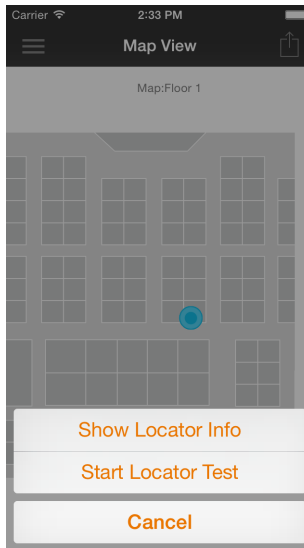 Carrier 2:33 PM
Map View
Map:Floor 1
Show Locator Info
Start Locator Test
Cancel